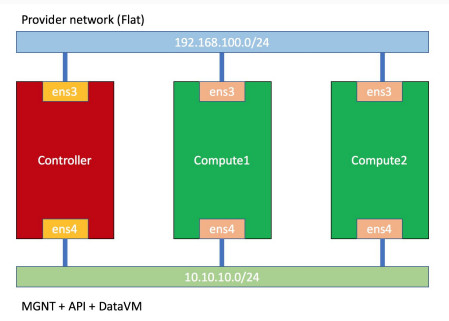 Provider network (Flat)
192.168.100.0/24
ens3 ens3 ens3
Controller Compute1 Compute2
ens4 ens4 ens4
10.10.10.0/24
MGNT + API + DataVM